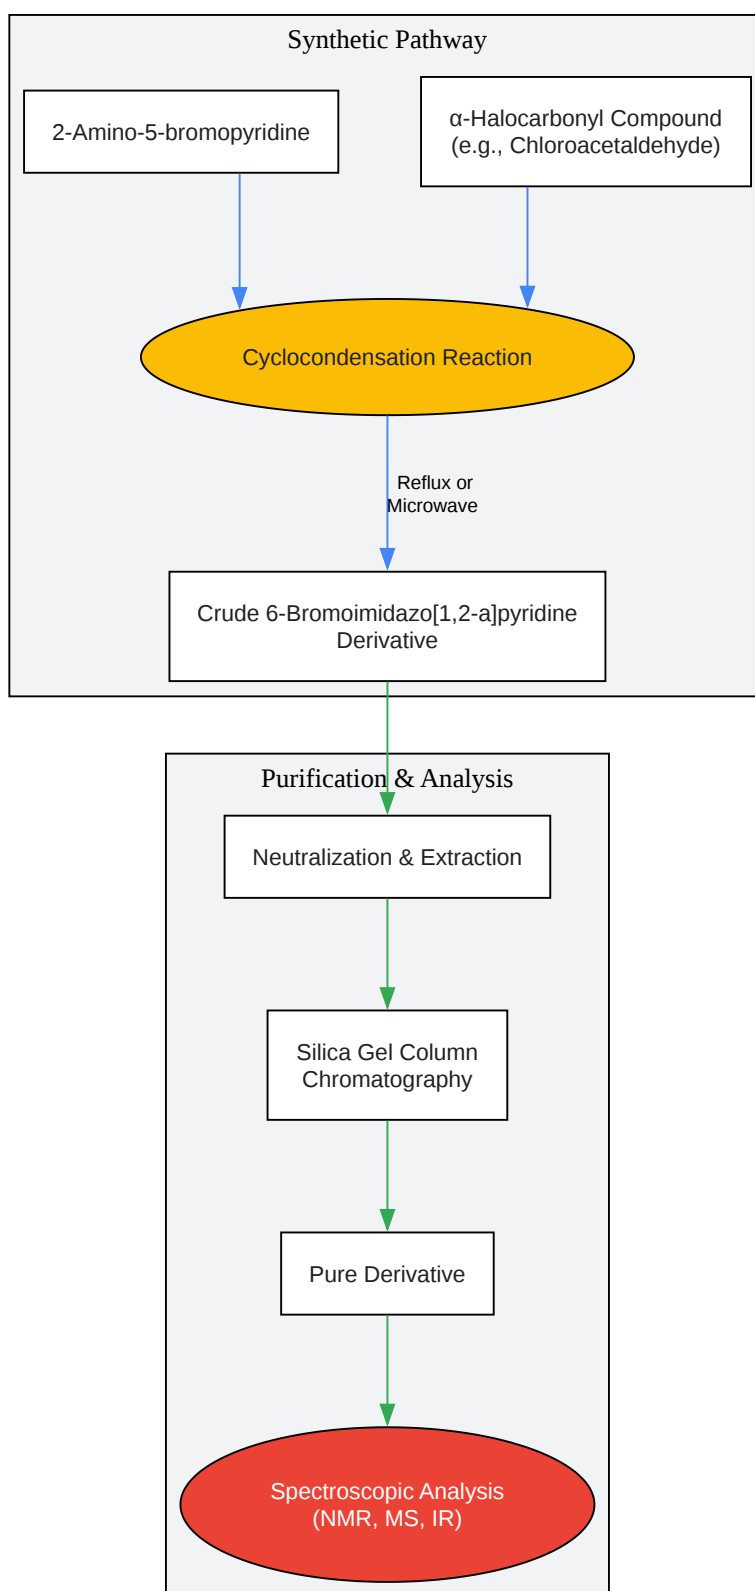 Synthetic Pathway
2-Amino-5-bromopyridine
α-Halocarbonyl Compound
(e.g., Chloroacetaldehyde)
Cyclocondensation Reaction
Reflux or
Microwave
Crude 6-Bromoimidazo[1,2-a]pyridine
Derivative
Purification & Analysis
Neutralization & Extraction
Silica Gel Column
Chromatography
Pure Derivative
Spectroscopic Analysis
(NMR, MS, IR)